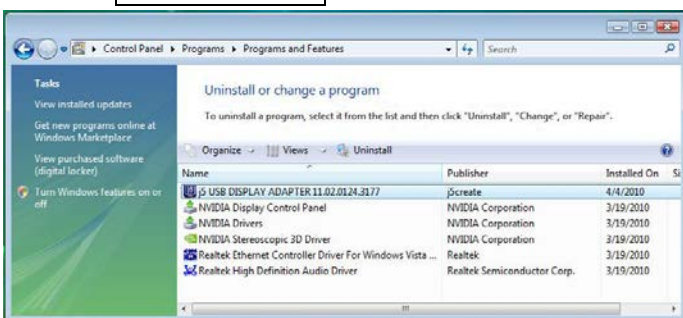 Control Panel ▸ Programs ▸ Programs and Features
Search
Tasks
View installed updates
Get new programs online at
Windows Marketplace
View purchased software
(digital locker)
Turn Windows features on or
off
Uninstall or change a program
To uninstall a program, select it from the list and then click "Uninstall", "Change", or "Repair".
Organize Views Uninstall
Name Publisher Installed On Si
j5 USB DISPLAY ADAPTER 11.02.0124.3177 j5create 4/4/2010
NVIDIA Display Control Panel NVIDIA Corporation 3/19/2010
NVIDIA Drivers NVIDIA Corporation 3/19/2010
NVIDIA Stereoscopic 3D Driver NVIDIA Corporation 3/19/2010
Realtek Ethernet Controller Driver For Windows Vista ... Realtek 3/19/2010
Realtek High Definition Audio Driver Realtek Semiconductor Corp. 3/19/2010